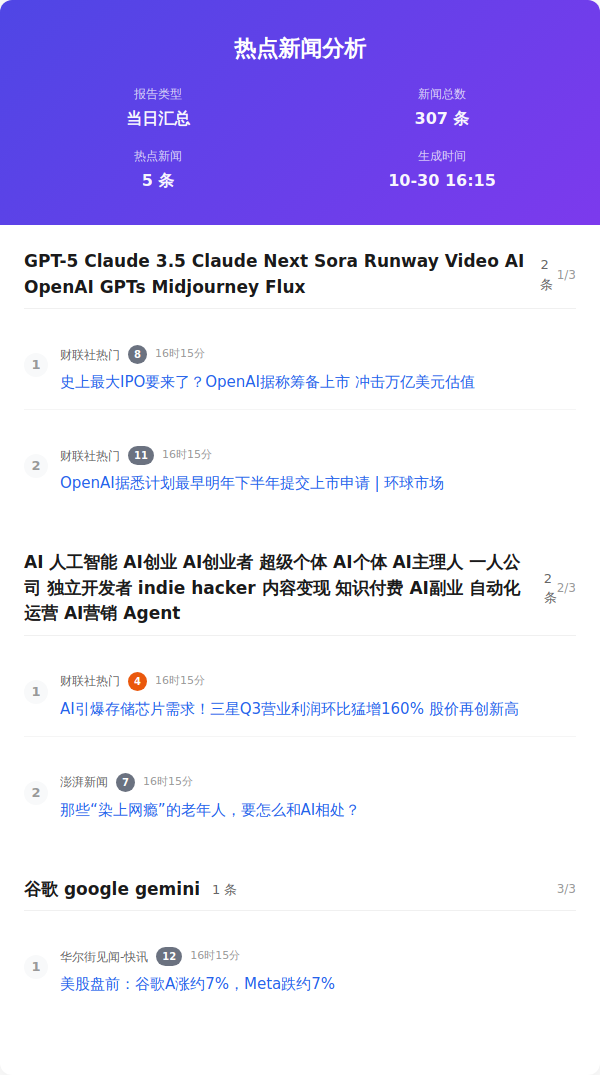 热点新闻分析
报告类型
当日汇总
新闻总数
307 条
热点新闻
5 条
生成时间
10-30 16:15
GPT-5 Claude 3.5 Claude Next Sora Runway Video AI
OpenAI GPTs Midjourney Flux
2
条
1/3
1
财联社热门 8 16时15分
史上最大IPO要来了？OpenAI据称筹备上市 冲击万亿美元估值
2
财联社热门 11 16时15分
OpenAI据悉计划最早明年下半年提交上市申请 | 环球市场
AI 人工智能 AI创业 AI创业者 超级个体 AI个体 AI主理人 一人公
司 独立开发者 indie hacker 内容变现 知识付费 AI副业 自动化
运营 AI营销 Agent
2
条
2/3
1
财联社热门 4 16时15分
AI引爆存储芯片需求！三星Q3营业利润环比猛增160% 股价再创新高
2
澎湃新闻 7 16时15分
那些“染上网瘾”的老年人，要怎么和AI相处？
谷歌 google gemini 1 条 3/3
1
华尔街见闻-快讯 12 16时15分
美股盘前：谷歌A涨约7%，Meta跌约7%